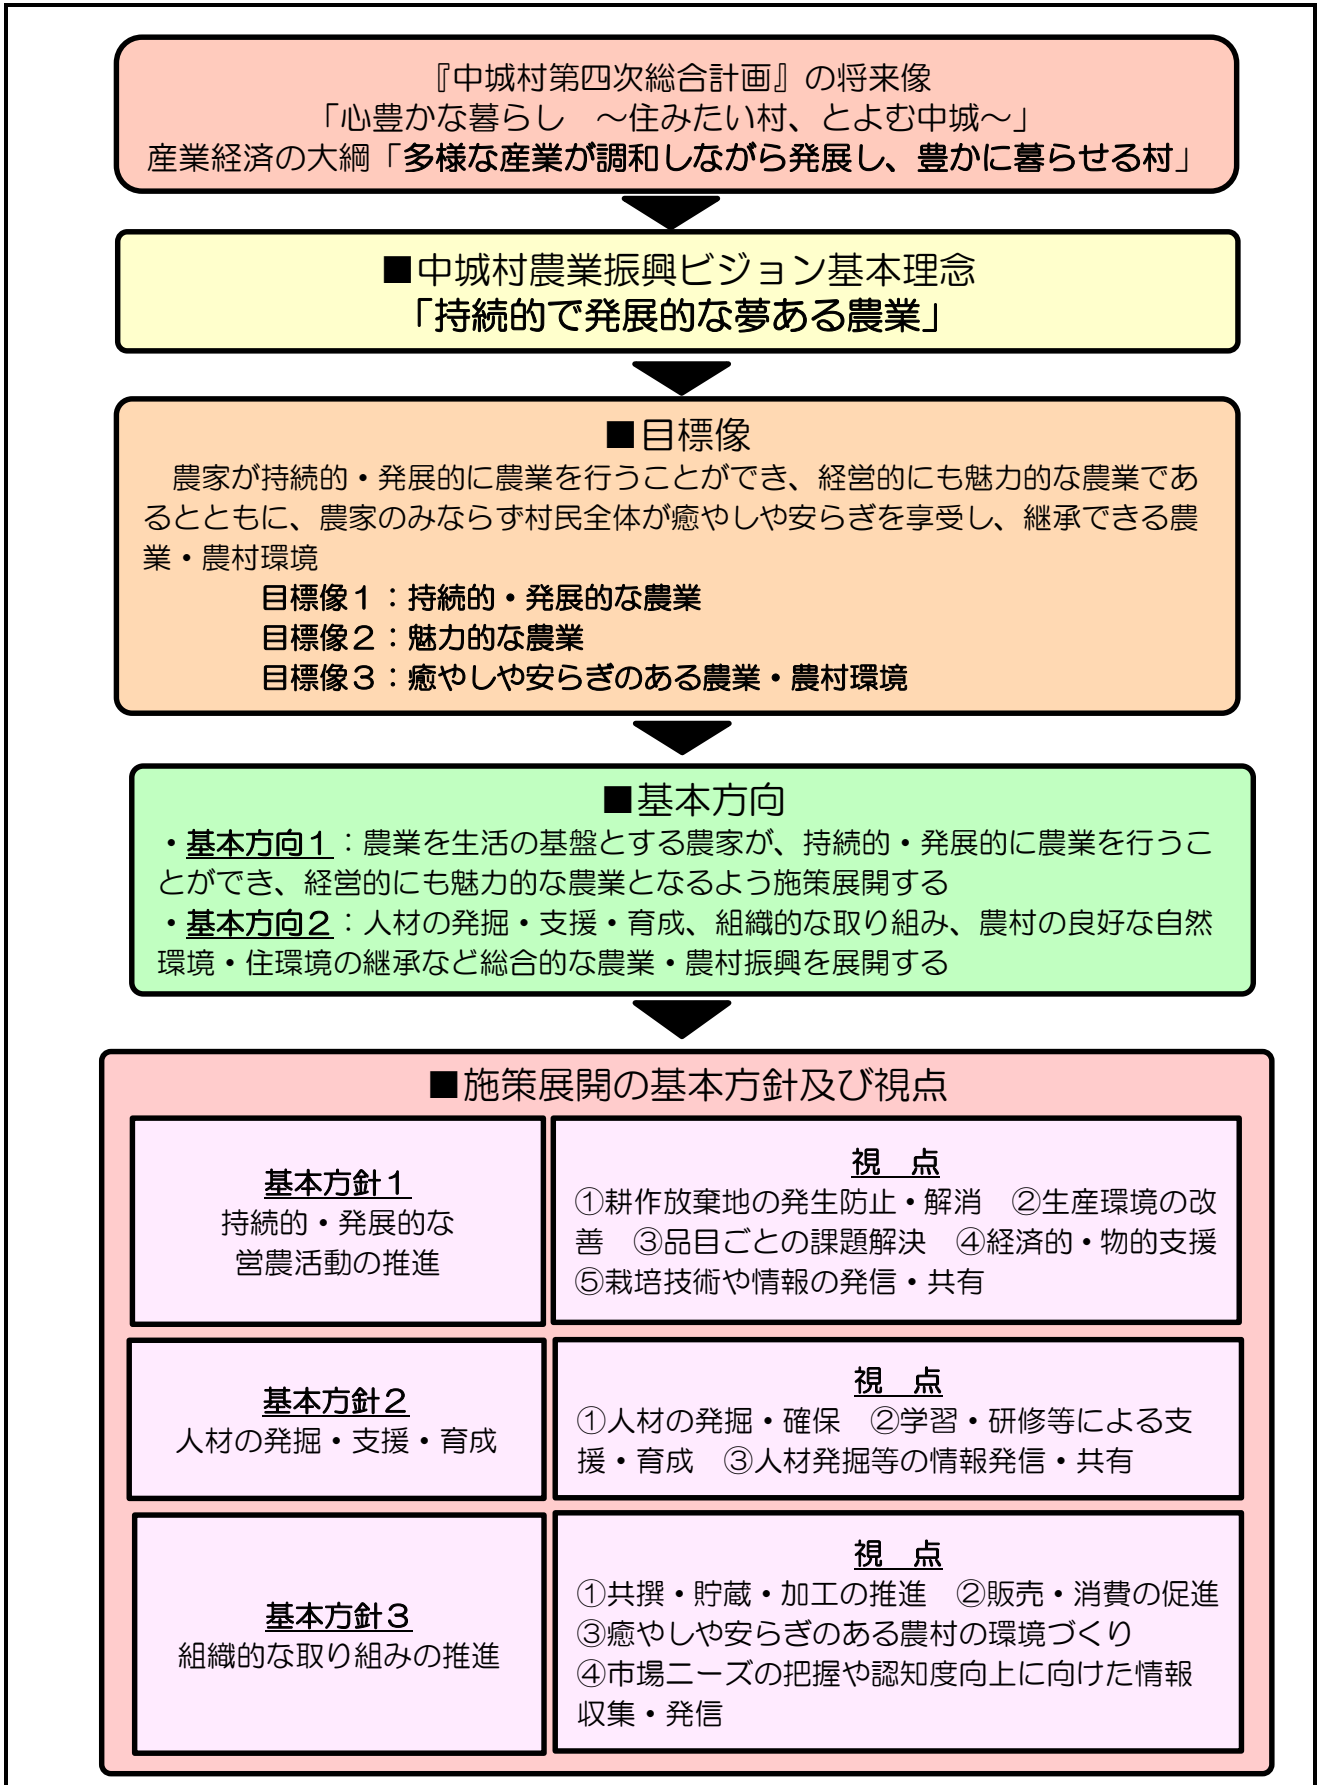 『中城村第四次総合計画』の将来像
「心豊かな暮らし　～住みたい村、とよむ中城～」
産業経済の大綱「多様な産業が調和しながら発展し、豊かに暮らせる村」
■中城村農業振興ビジョン基本理念
「持続的で発展的な夢ある農業」
■目標像
農家が持続的・発展的に農業を行うことができ、経営的にも魅力的な農業であ
るとともに、農家のみならず村民全体が癒やしや安らぎを享受し、継承できる農
業・農村環境
目標像１：持続的・発展的な農業
目標像２：魅力的な農業
目標像３：癒やしや安らぎのある農業・農村環境
■基本方向
・基本方向１：農業を生活の基盤とする農家が、持続的・発展的に農業を行うこ
とができ、経営的にも魅力的な農業となるよう施策展開する
・基本方向２：人材の発掘・支援・育成、組織的な取り組み、農村の良好な自然
環境・住環境の継承など総合的な農業・農村振興を展開する
■施策展開の基本方針及び視点
基本方針１
持続的・発展的な
営農活動の推進
視　点
①耕作放棄地の発生防止・解消　②生産環境の改
善　③品目ごとの課題解決　④経済的・物的支援
⑤栽培技術や情報の発信・共有
基本方針２
人材の発掘・支援・育成
視　点
①人材の発掘・確保　②学習・研修等による支
援・育成　③人材発掘等の情報発信・共有
基本方針３
組織的な取り組みの推進
視　点
①共撰・貯蔵・加工の推進　②販売・消費の促進
③癒やしや安らぎのある農村の環境づくり
④市場ニーズの把握や認知度向上に向けた情報
収集・発信